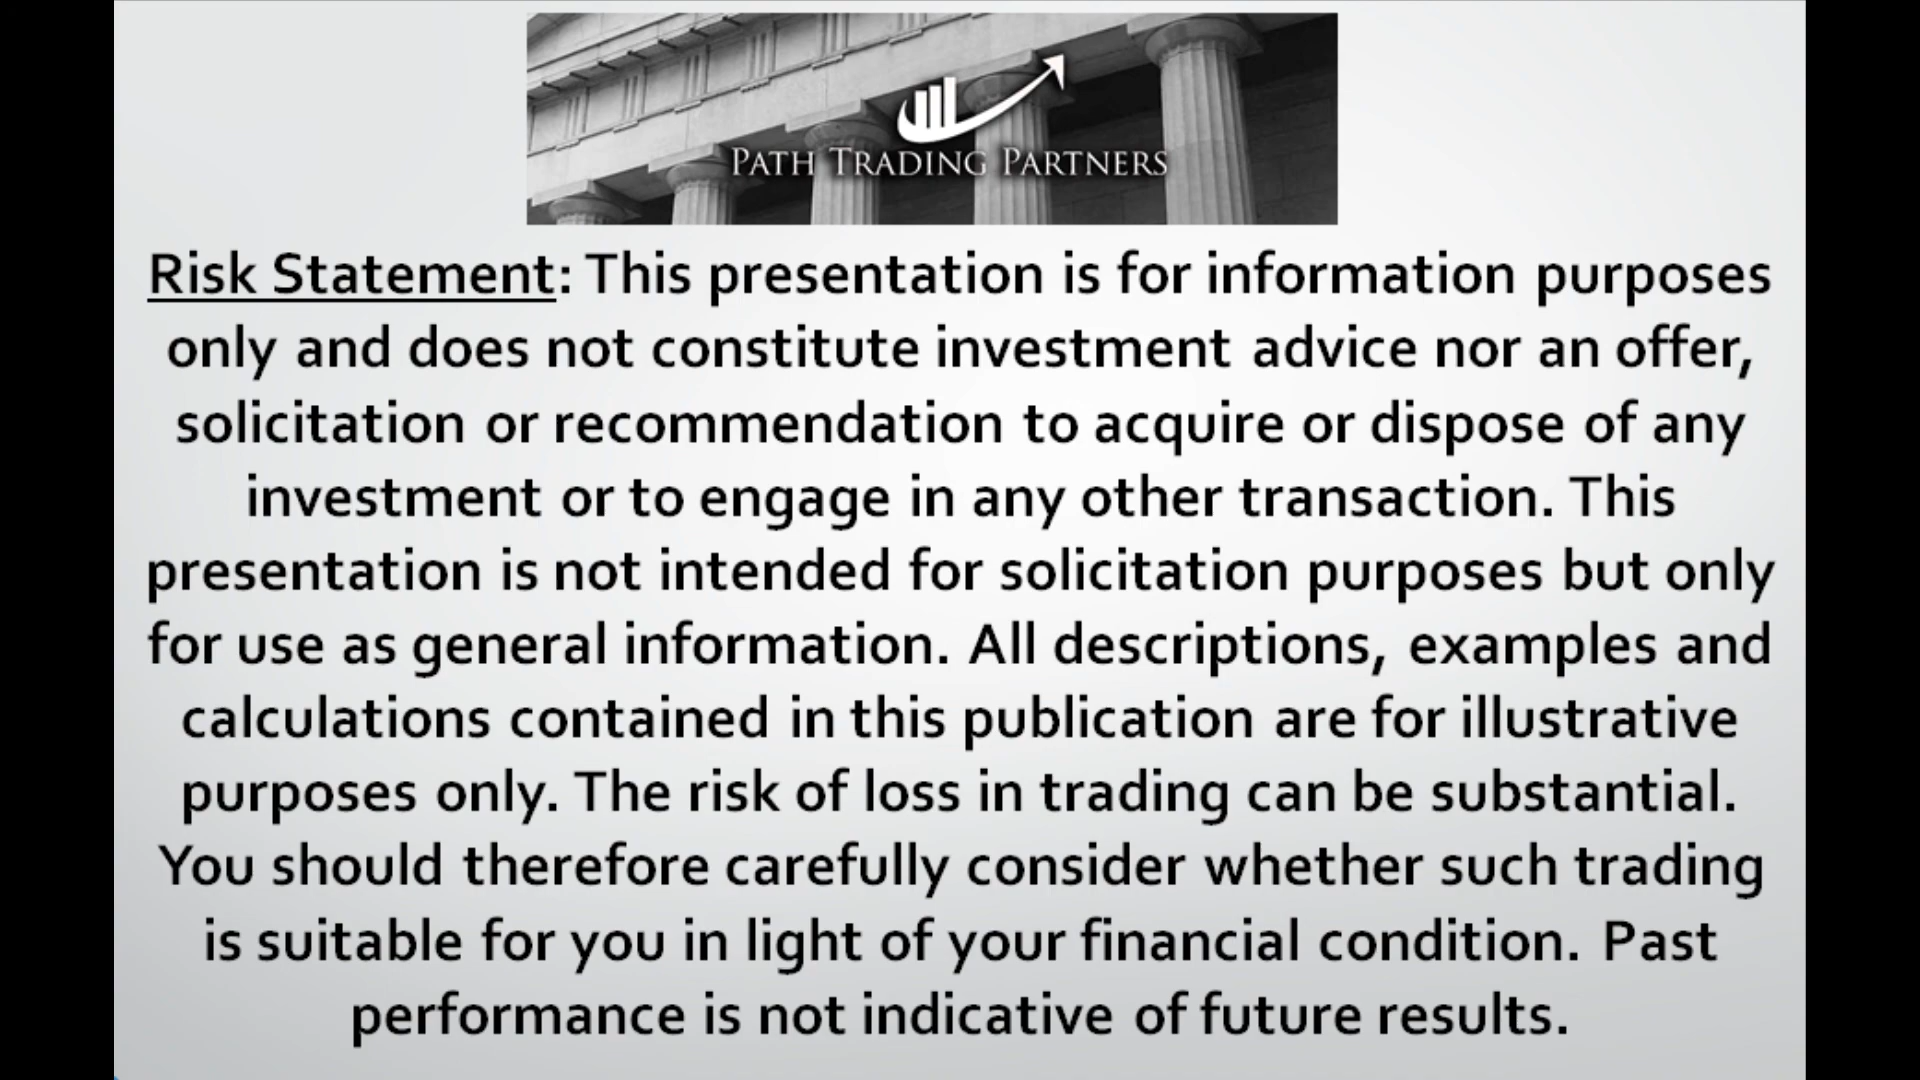 PATH TRADING PARTNERS
Risk Statement: This presentation is for information purposes
only and does not constitute investment advice nor an offer,
solicitation or recommendation to acquire or dispose of any
investment or to engage in any other transaction. This
presentation is not intended for solicitation purposes but only
for use as general information. All descriptions, examples and
calculations contained in this publication are for illustrative
purposes only. The risk of loss in trading can be substantial.
You should therefore carefully consider whether such trading
is suitable for you in light of your financial condition. Past
performance is not indicative of future results.